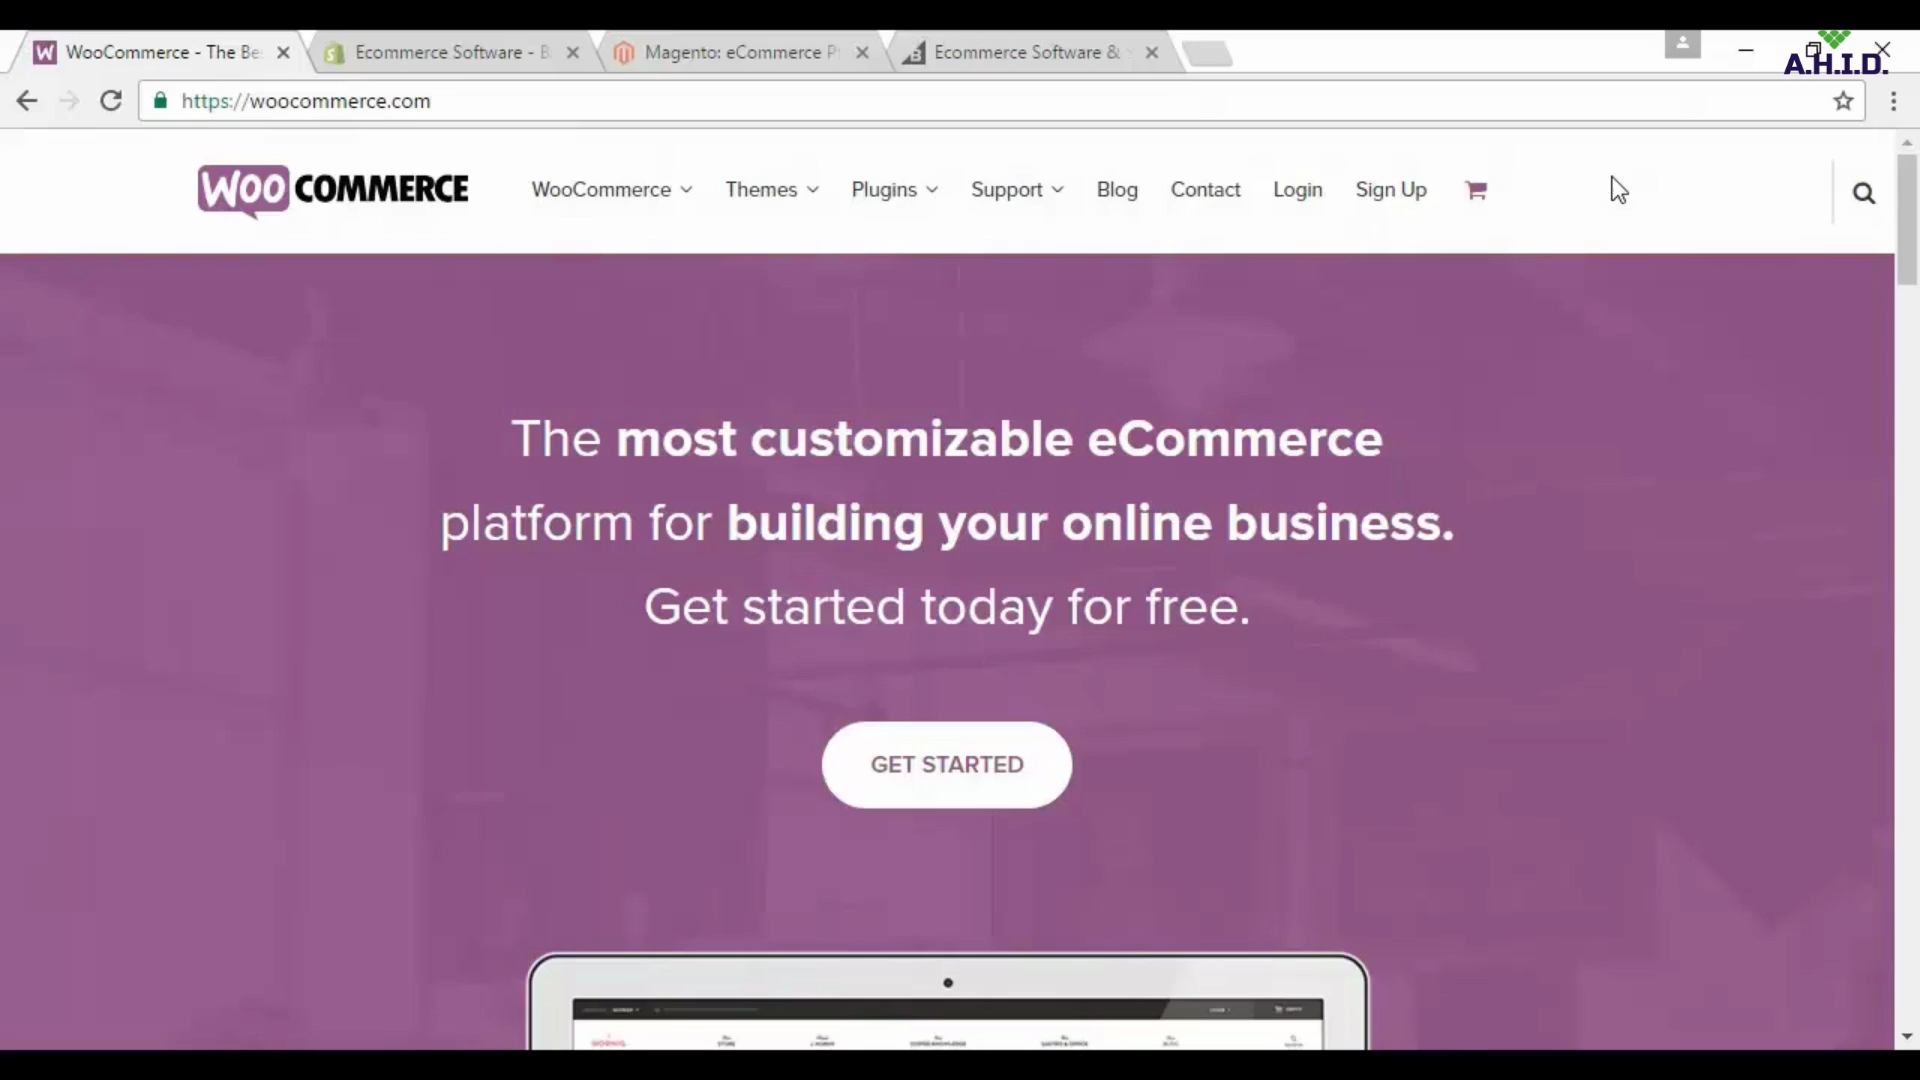 WooCommerce - The Be
Ecommerce Software - B
Magento: eCommerce P
Ecommerce Software &
A.H.I.D.
https://woocommerce.com
WOO COMMERCE
WooCommerce
Themes
Plugins
Support
Blog
Contact
Login
Sign Up
The most customizable eCommerce
platform for building your online business.
Get started today for free.
GET STARTED